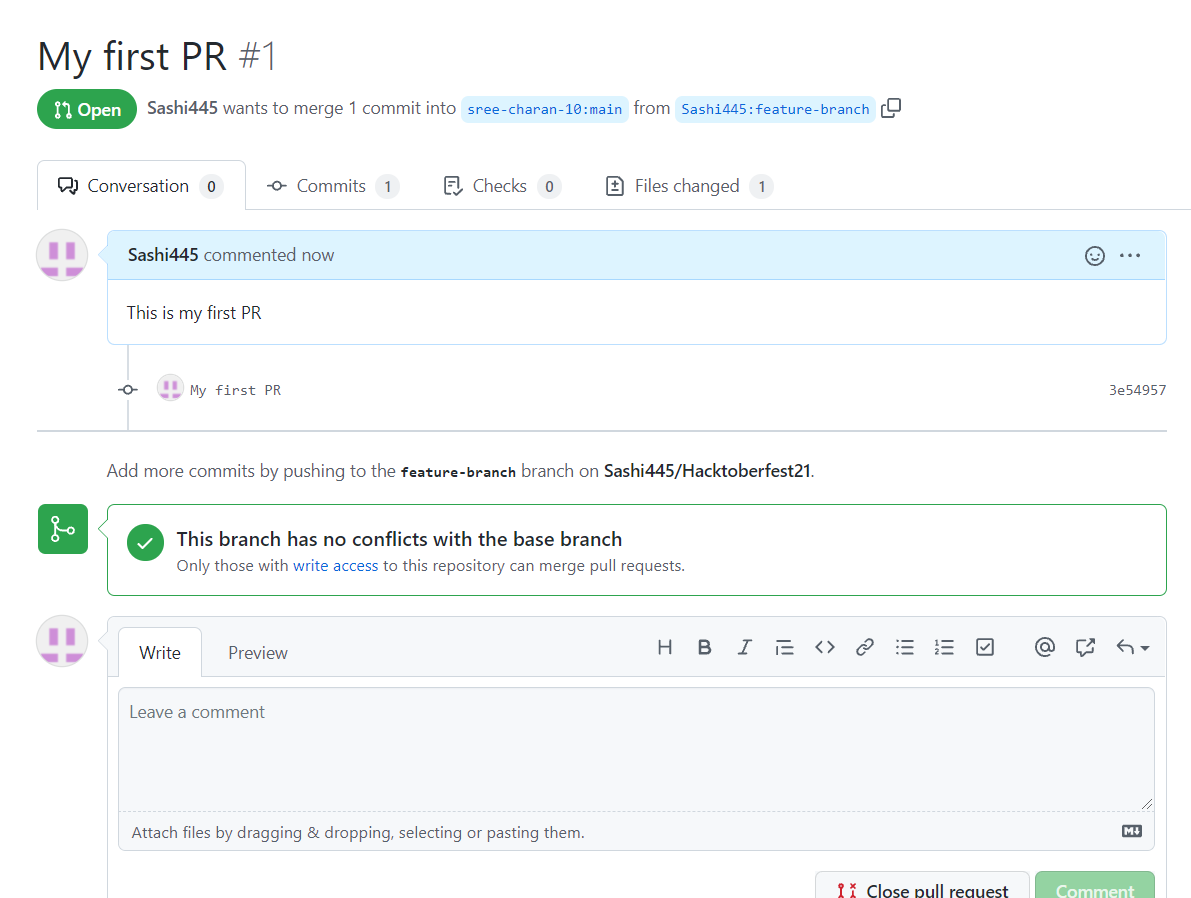 My first PR #1
Open Sashi445 wants to merge 1 commit into sree-charan-10:main from Sashi445:feature-branch
Conversation 0 Commits 1 Checks 0 Files changed 1
Sashi445 commented now
This is my first PR
My first PR 3e54957
Add more commits by pushing to the feature-branch branch on Sashi445/Hacktoberfest21.
This branch has no conflicts with the base branch
Only those with write access to this repository can merge pull requests.
Write Preview
Leave a comment
Attach files by dragging & dropping, selecting or pasting them.
Close pull request Comment